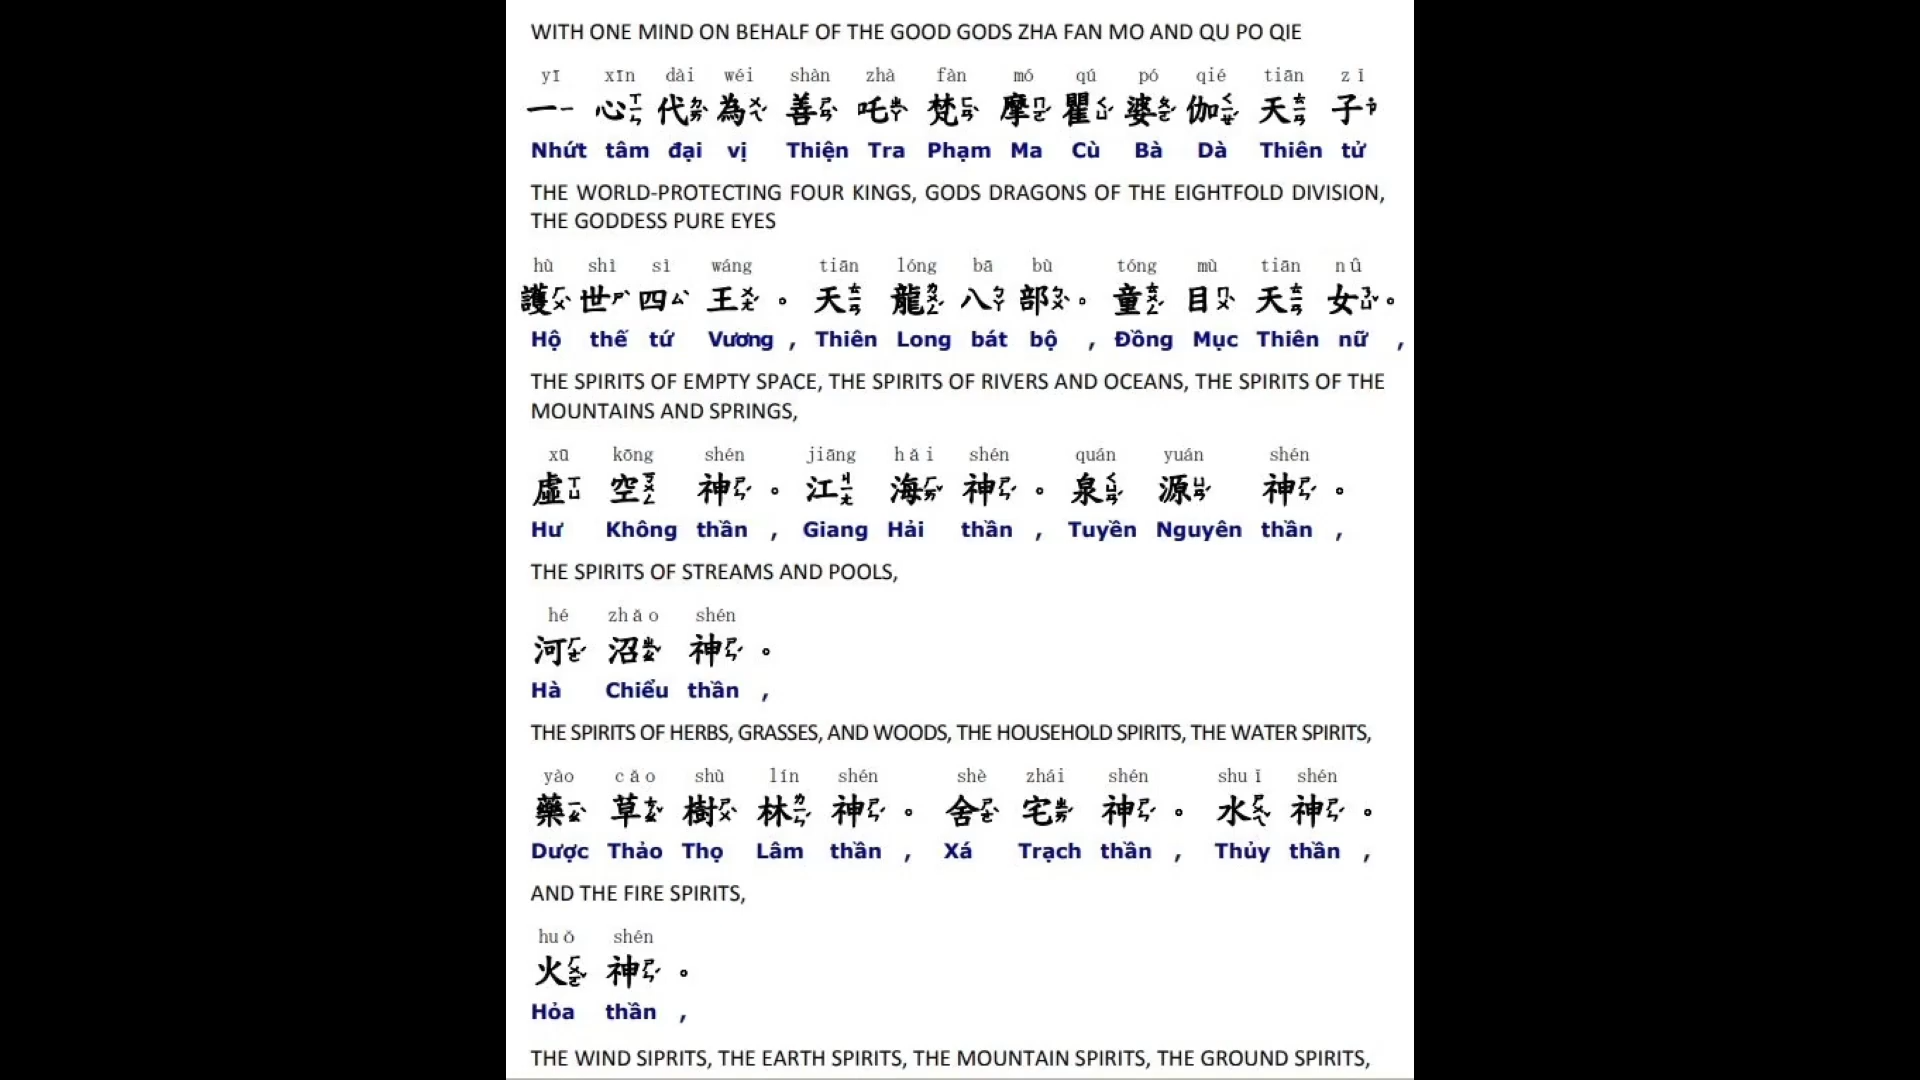 WITH ONE MIND ON BEHALF OF THE GOOD GODS ZHA FAN MO AND QU PO QIE
yī xīn dài wéi shàn zhà fàn mó qú pó qié tiān zǐ
一心代為善吒梵摩瞿婆伽天子
Nhứt tâm đại vị Thiện Tra Phạm Ma Cù Bà Dà Thiên tử
THE WORLD-PROTECTING FOUR KINGS, GODS DRAGONS OF THE EIGHTFOLD DIVISION,
THE GODDESS PURE EYES
hù shì sì wáng tiān lóng bā bù tóng mù tiān nǚ
護世四王。天龍八部。童目天女。
Hộ thế tứ Vương , Thiên Long bát bộ , Đồng Mục Thiên nữ ,
THE SPIRITS OF EMPTY SPACE, THE SPIRITS OF RIVERS AND OCEANS, THE SPIRITS OF THE
MOUNTAINS AND SPRINGS,
xū kōng shén jiāng hǎi shén quán yuán shén
虛空神。江海神。泉源神。
Hư Không thần , Giang Hải thần , Tuyền Nguyên thần ,
THE SPIRITS OF STREAMS AND POOLS,
hé zhǎo shén
河沼神。
Hà Chiểu thần ,
THE SPIRITS OF HERBS, GRASSES, AND WOODS, THE HOUSEHOLD SPIRITS, THE WATER SPIRITS,
yào cǎo shù lín shén shè zhái shén shuǐ shén
藥草樹林神。舍宅神。水神。
Dược Thảo Thọ Lâm thần , Xá Trạch thần , Thủy thần ,
AND THE FIRE SPIRITS,
huǒ shén
火神。
Hỏa thần ,
THE WIND SIPRITS, THE EARTH SPIRITS, THE MOUNTAIN SPIRITS, THE GROUND SPIRITS,